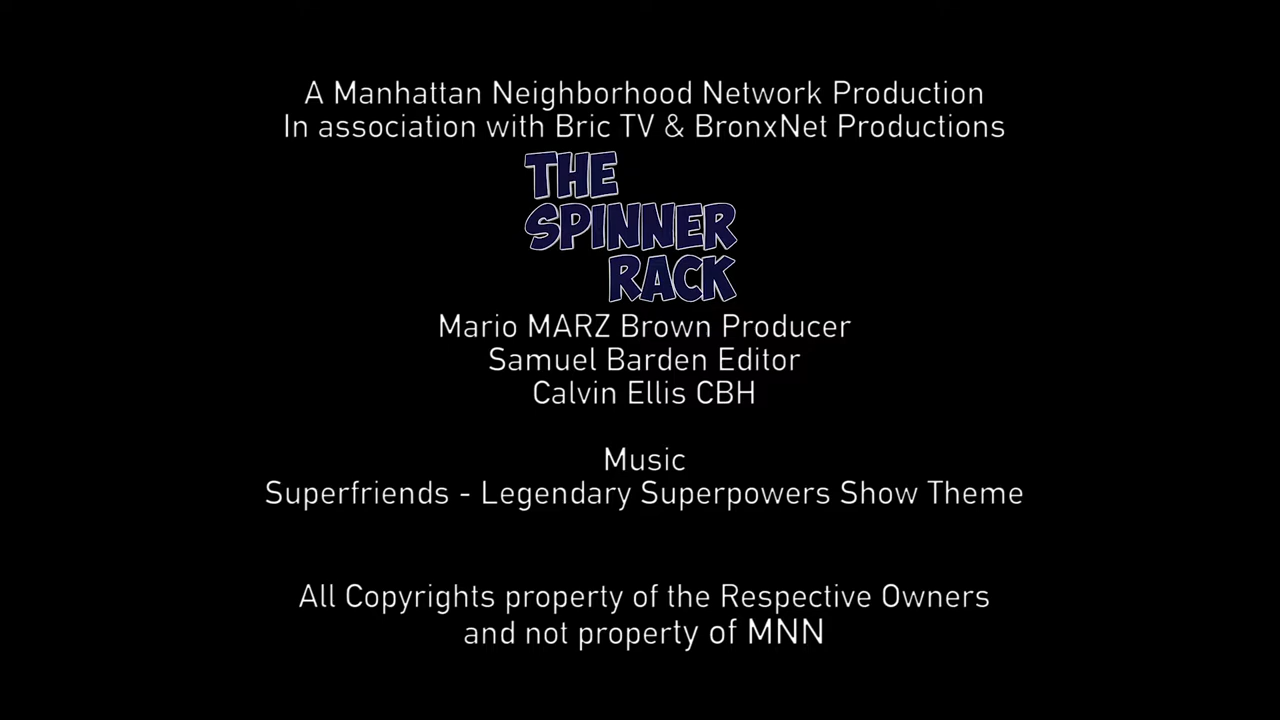 A Manhattan Neighborhood Network Production
In association with Bric TV & BronxNet Productions
THE
SPINNER
RACK
Mario MARZ Brown Producer
Samuel Barden Editor
Calvin Ellis CBH
Music
Superfriends - Legendary Superpowers Show Theme
All Copyrights property of the Respective Owners
and not property of MNN